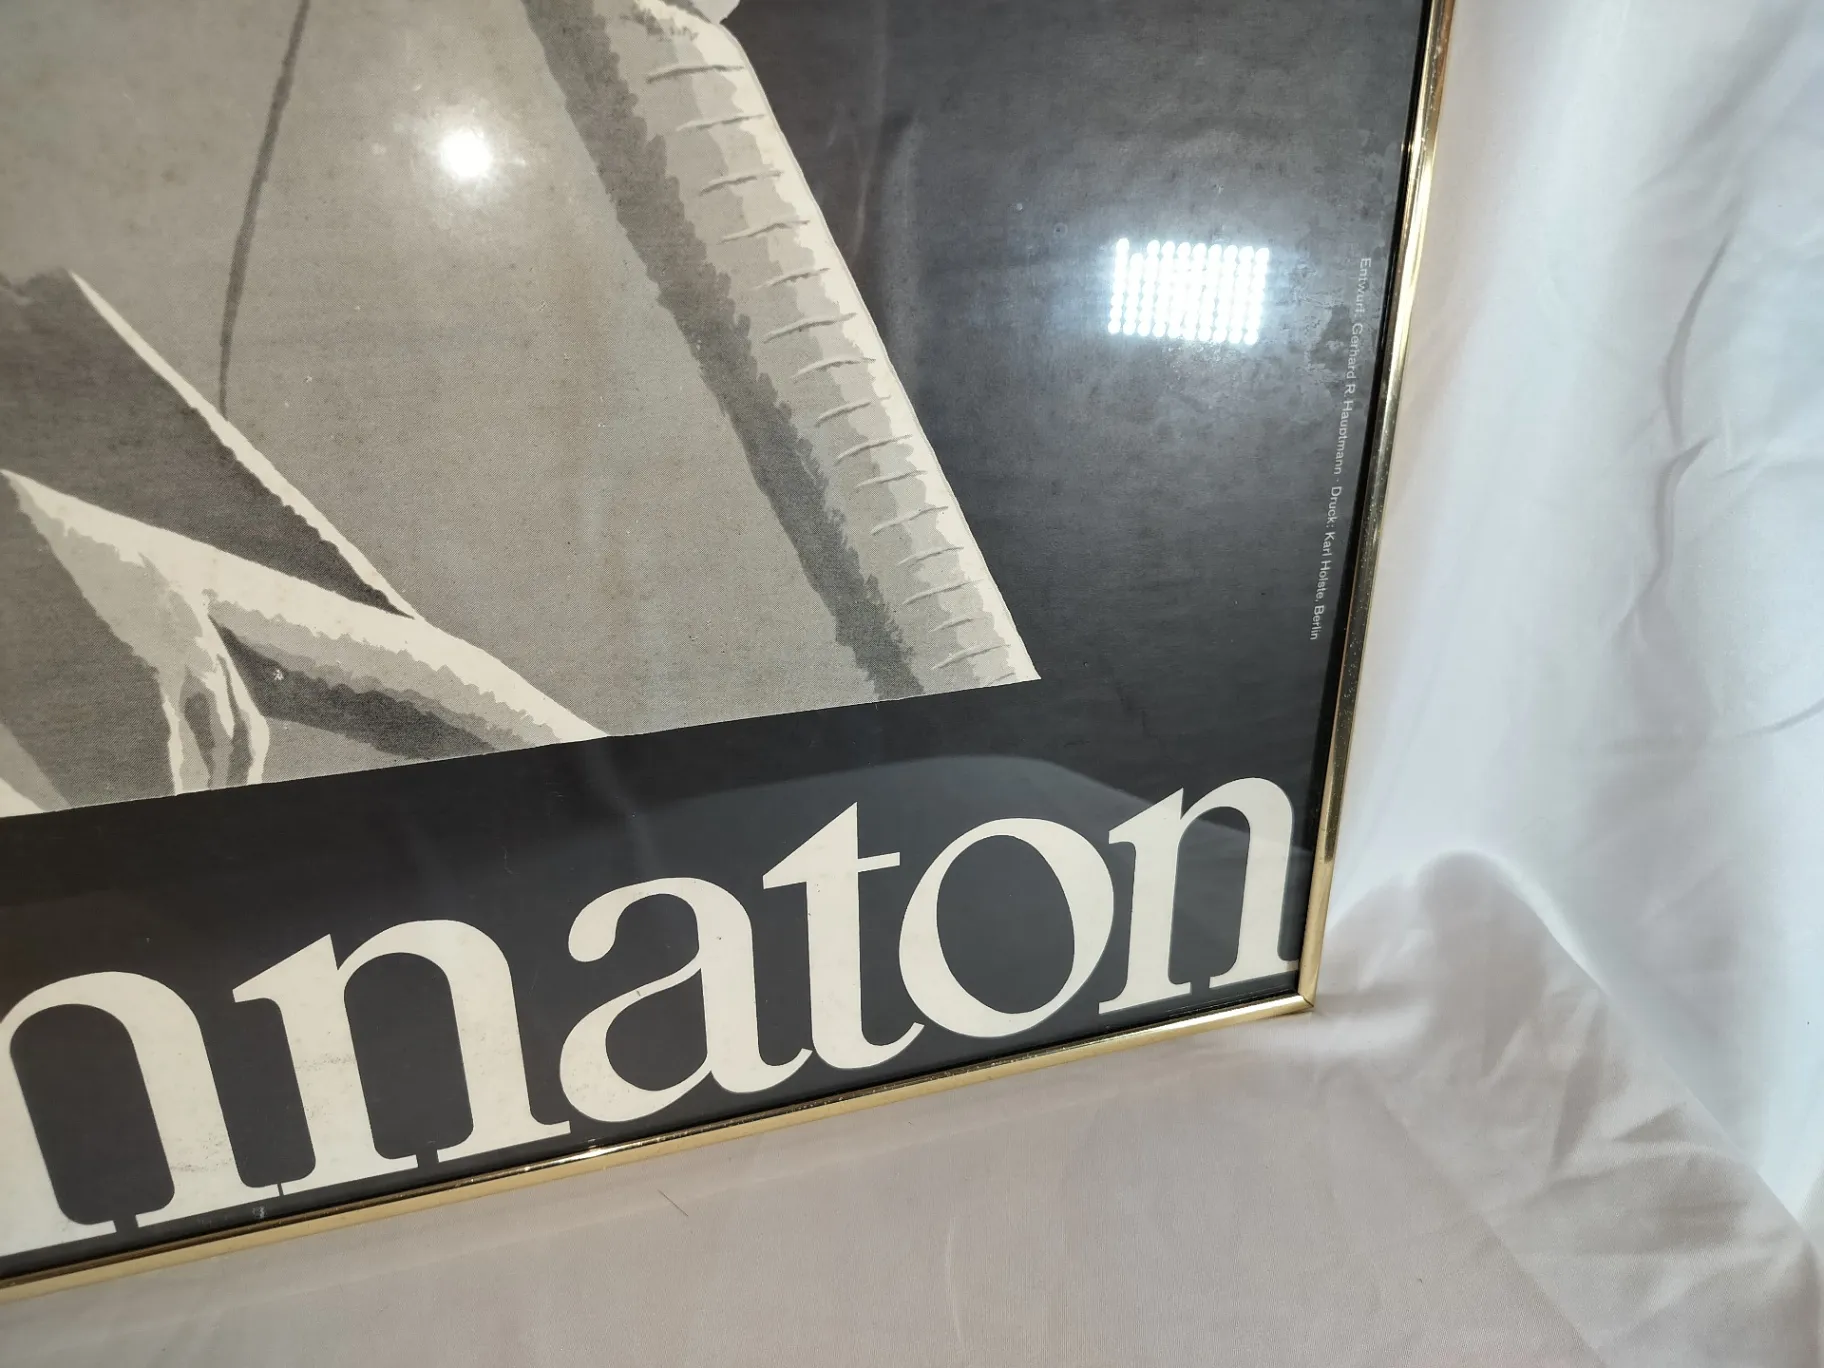 Entwurf: Gerhard R. Hauptmann · Druck: Karl Holste, Berlin
nnaton